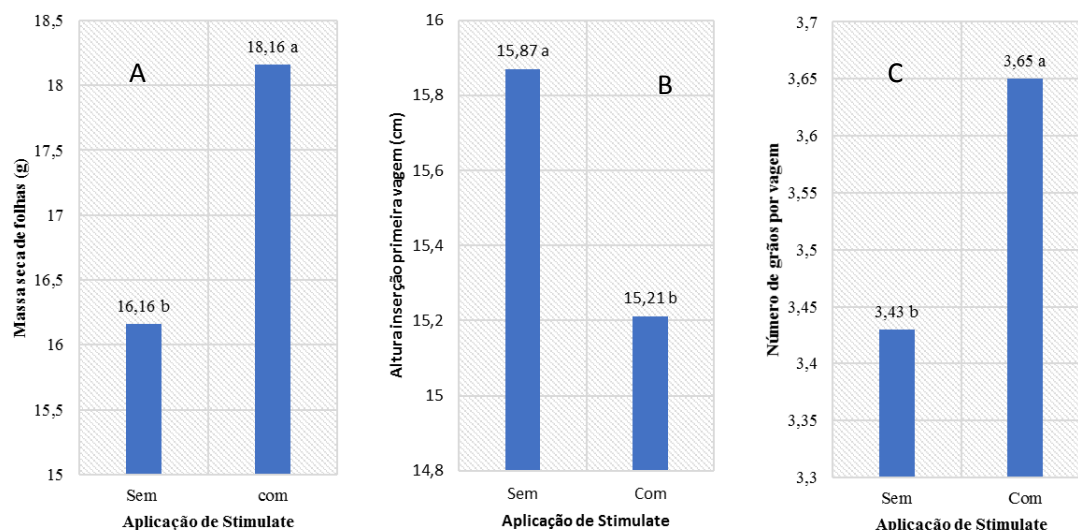 Massa seca de folhas (g)
18,5
18
17,5
17
16,5
16
15,5
15
A
16,16 b
18,16 a
Sem
com
Aplicação de Stimulate
Altura inserção primeira vagem (cm)
16
15,8
15,6
15,4
15,2
15
14,8
B
15,87 a
15,21 b
Sem
Com
Aplicação de Stimulate
Número de grãos por vagem
3,7
3,65
3,6
3,55
3,5
3,45
3,4
3,35
3,3
C
3,43 b
3,65 a
Sem
Com
Aplicação de Stimulate